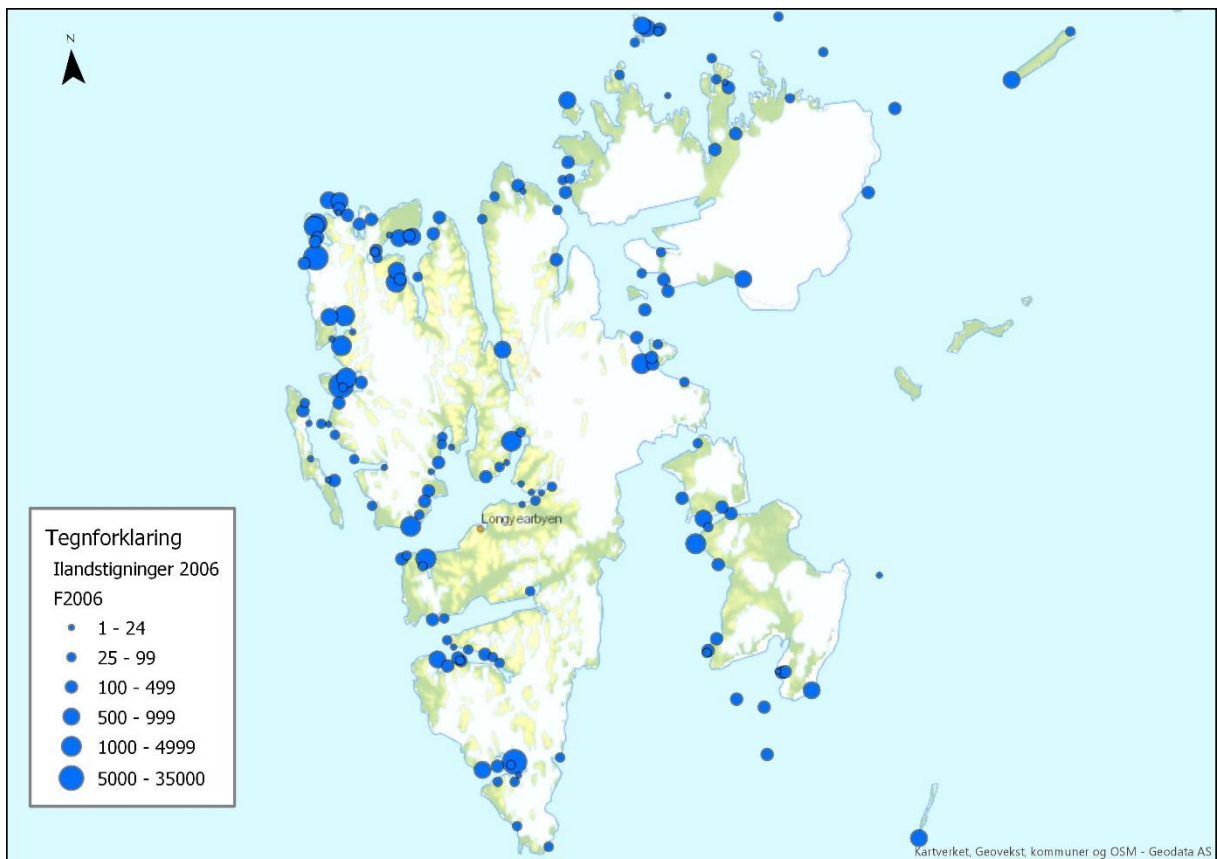 N
Longyearbyen
Tegnforklaring
Ilandstigninger 2006
F2006
1 - 24
25 - 99
100 - 499
500 - 999
1000 - 4999
5000 - 35000
Kartverket, Geovekst, kommuner og OSM - Geodata AS